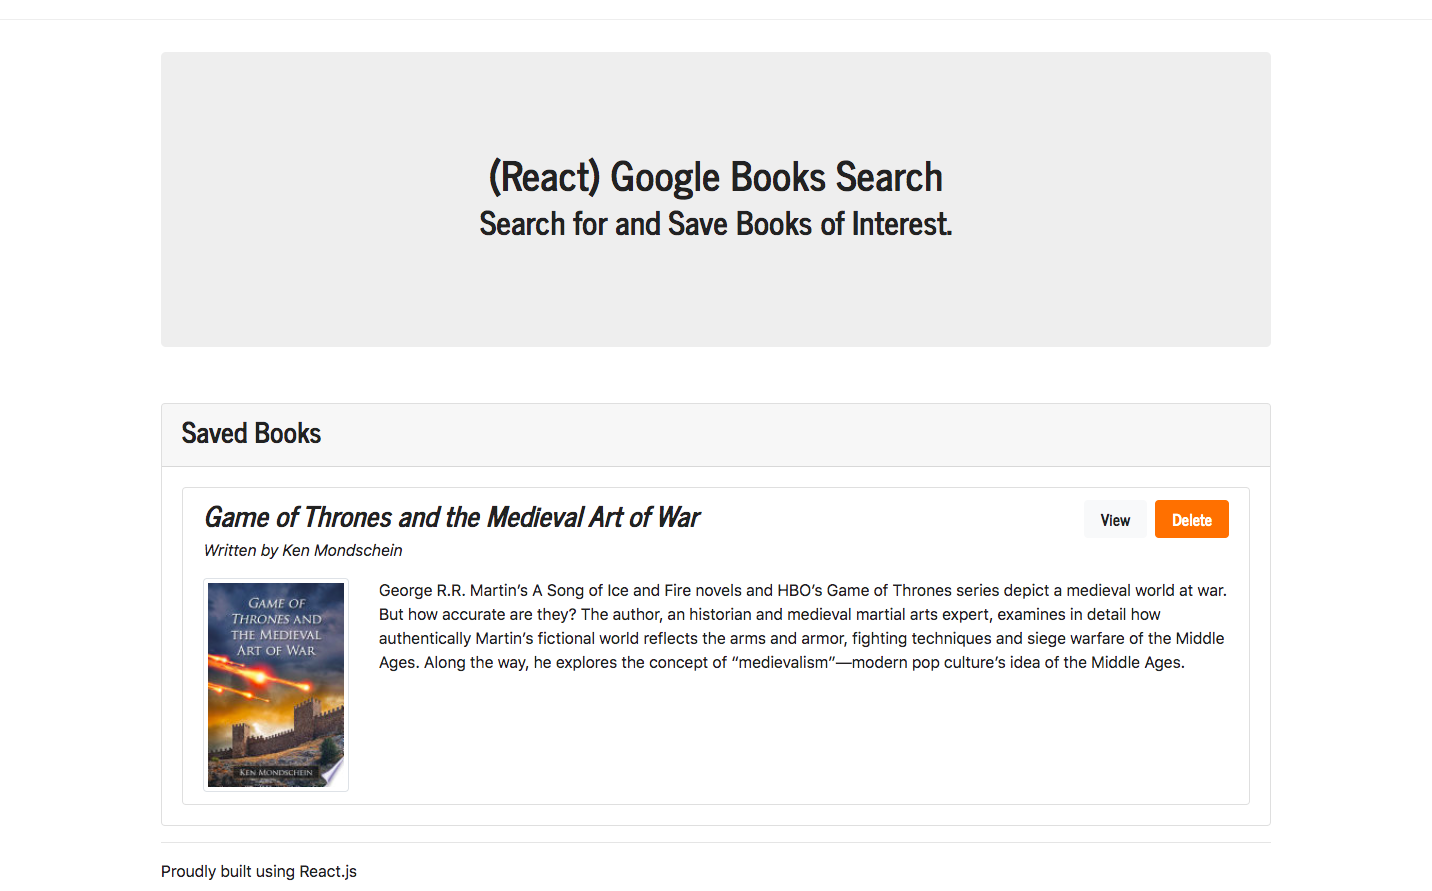 (React) Google Books Search
Search for and Save Books of Interest.
Saved Books
Game of Thrones and the Medieval Art of War
View
Delete
Written by Ken Mondschein
GAME OF
THRONES AND
THE MEDIEVAL
ART OF WAR
KEN MONDSCHEIN
George R.R. Martin’s A Song of Ice and Fire novels and HBO’s Game of Thrones series depict a medieval world at war.
But how accurate are they? The author, an historian and medieval martial arts expert, examines in detail how
authentically Martin’s fictional world reflects the arms and armor, fighting techniques and siege warfare of the Middle
Ages. Along the way, he explores the concept of “medievalism”—modern pop culture’s idea of the Middle Ages.
Proudly built using React.js